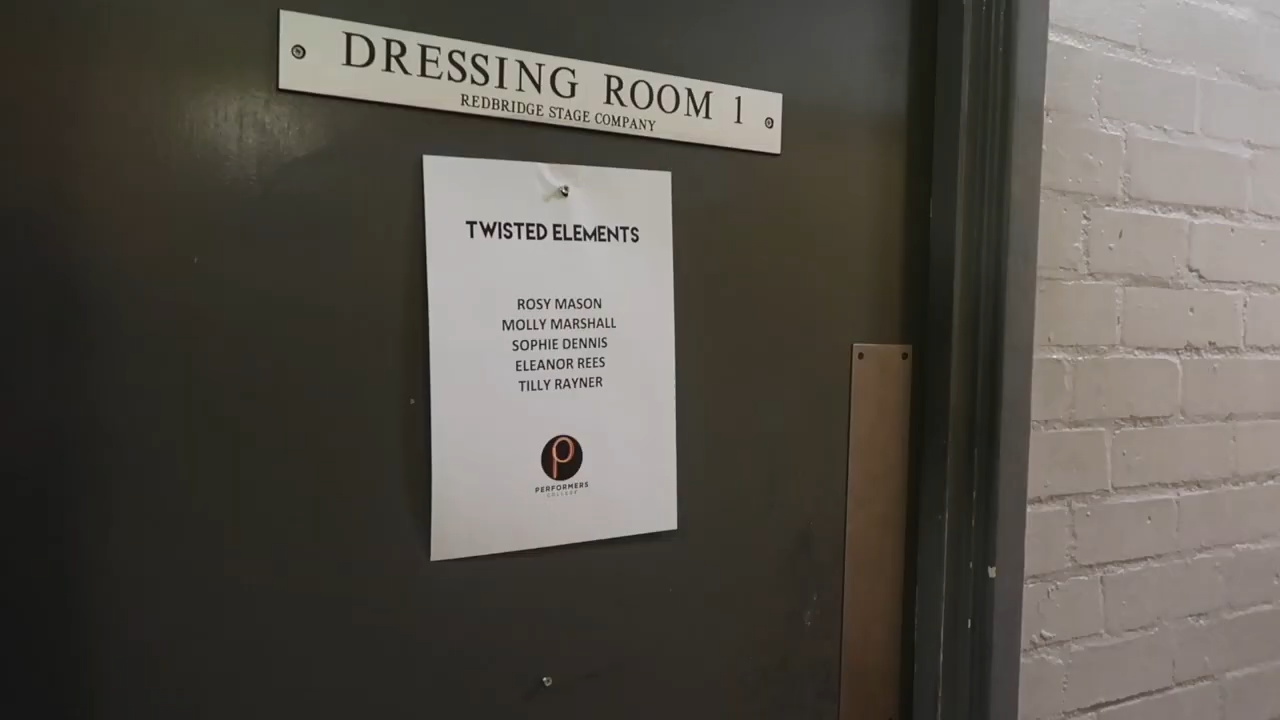 DRESSING ROOM 1
REDBRIDGE STAGE COMPANY
TWISTED ELEMENTS
ROSY MASON
MOLLY MARSHALL
SOPHIE DENNIS
ELEANOR REES
TILLY RAYNER
P
PERFORMERS
COLLEGE